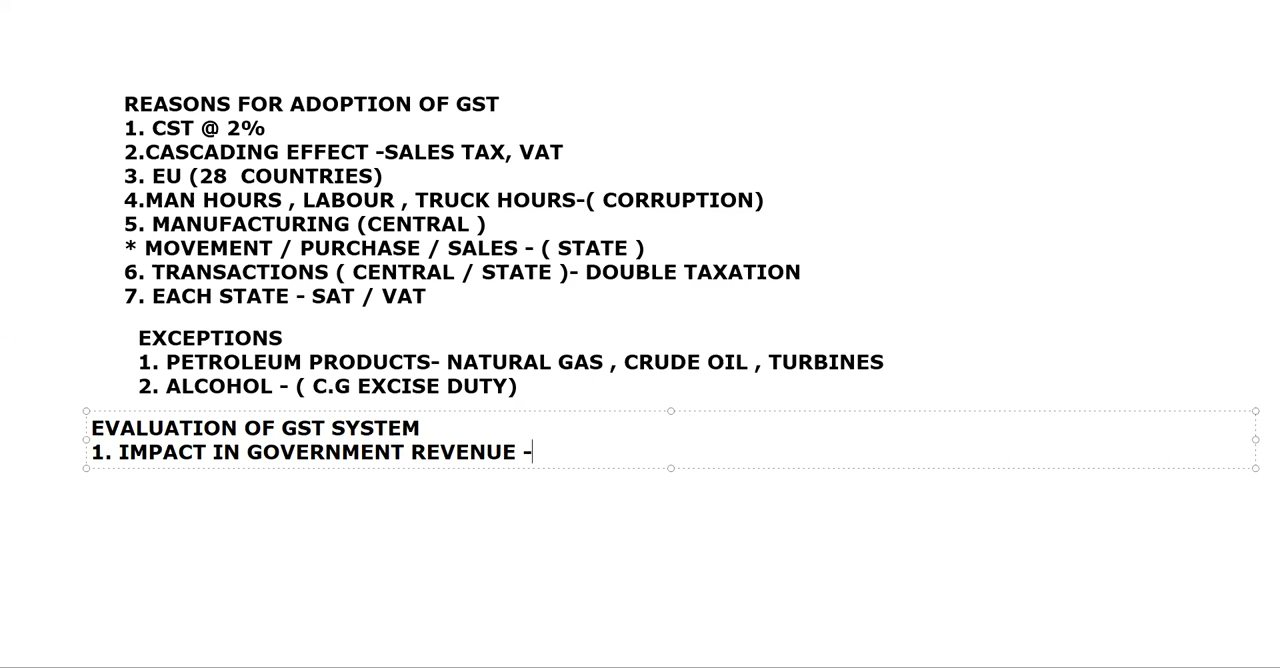 REASONS FOR ADOPTION OF GST
1. CST @ 2%
2.CASCADING EFFECT -SALES TAX, VAT
3. EU (28  COUNTRIES)
4.MAN HOURS , LABOUR , TRUCK HOURS-( CORRUPTION)
5. MANUFACTURING (CENTRAL )
* MOVEMENT / PURCHASE / SALES - ( STATE )
6. TRANSACTIONS ( CENTRAL / STATE )- DOUBLE TAXATION
7. EACH STATE - SAT / VAT
EXCEPTIONS
1. PETROLEUM PRODUCTS- NATURAL GAS , CRUDE OIL , TURBINES
2. ALCOHOL - ( C.G EXCISE DUTY)
EVALUATION OF GST SYSTEM
1. IMPACT IN GOVERNMENT REVENUE -